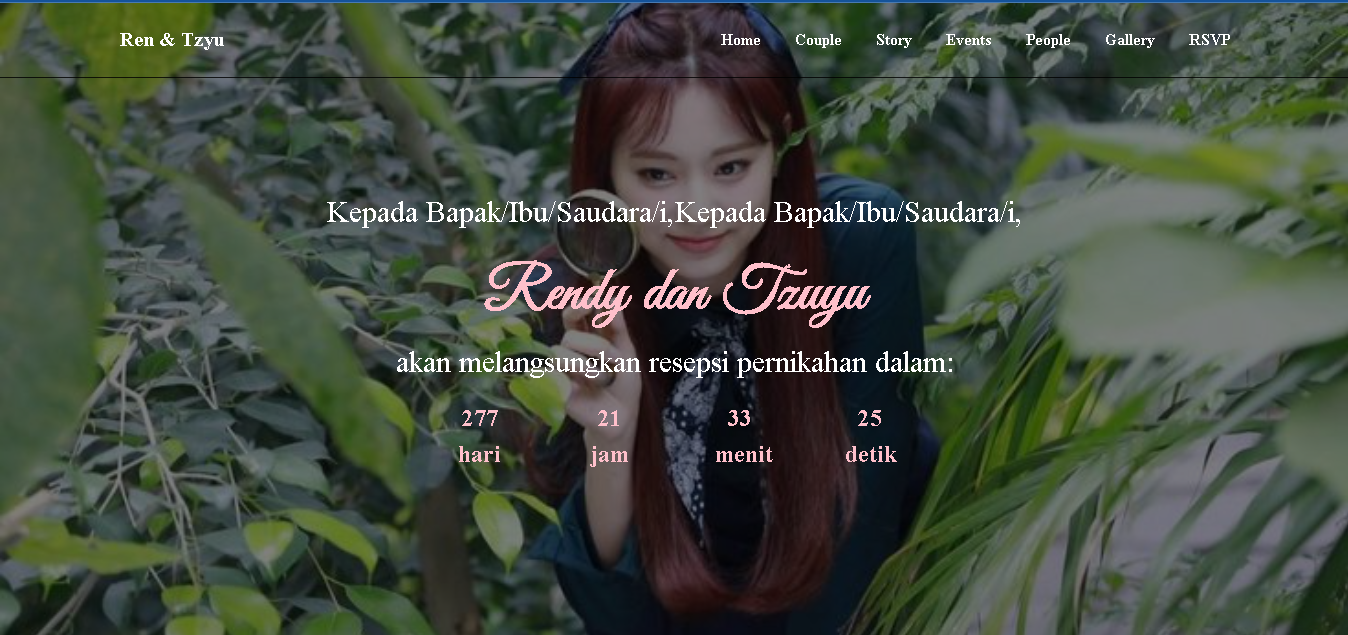 Ren & Tzyu
Home Couple Story Events People Gallery RSVP
Kepada Bapak/Ibu/Saudara/i,Kepada Bapak/Ibu/Saudara/i,
Rendy dan Tzuyu
akan melangsungkan resepsi pernikahan dalam:
277 21 33 25
hari jam menit detik